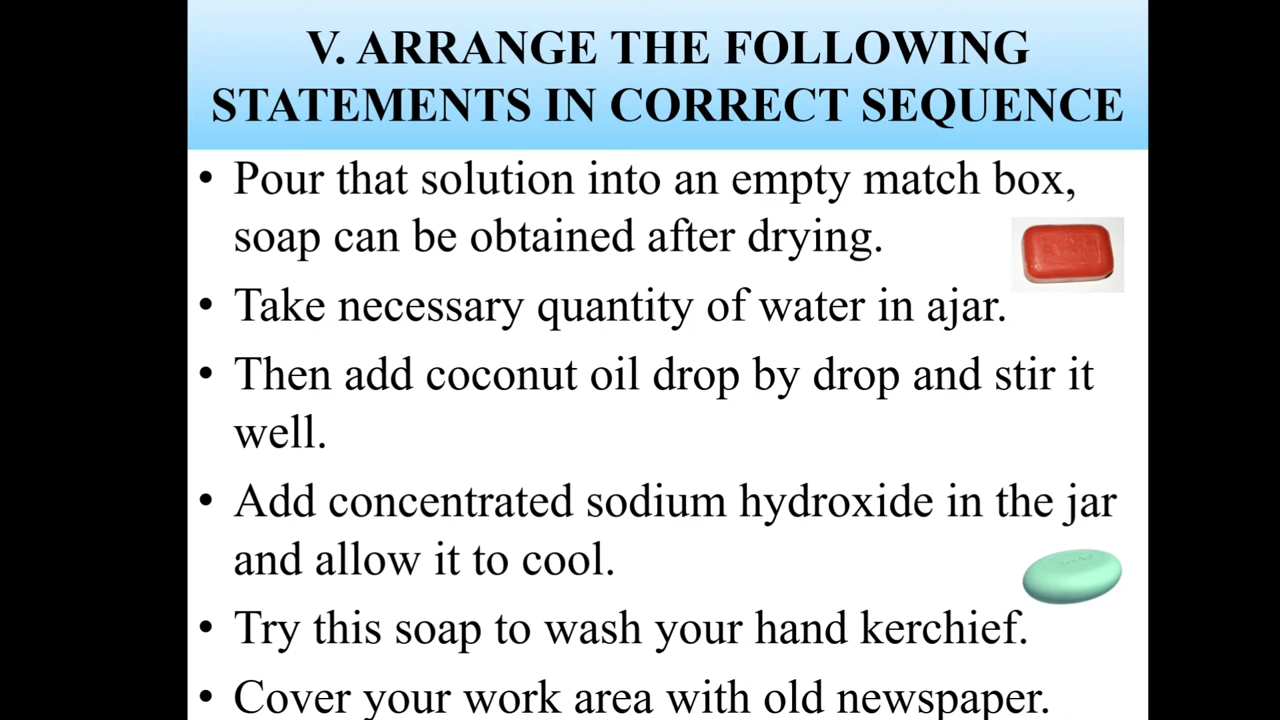 V. ARRANGE THE FOLLOWING
STATEMENTS IN CORRECT SEQUENCE
• Pour that solution into an empty match box,
soap can be obtained after drying.
• Take necessary quantity of water in ajar.
• Then add coconut oil drop by drop and stir it
well.
• Add concentrated sodium hydroxide in the jar
and allow it to cool.
• Try this soap to wash your hand kerchief.
• Cover your work area with old newspaper.